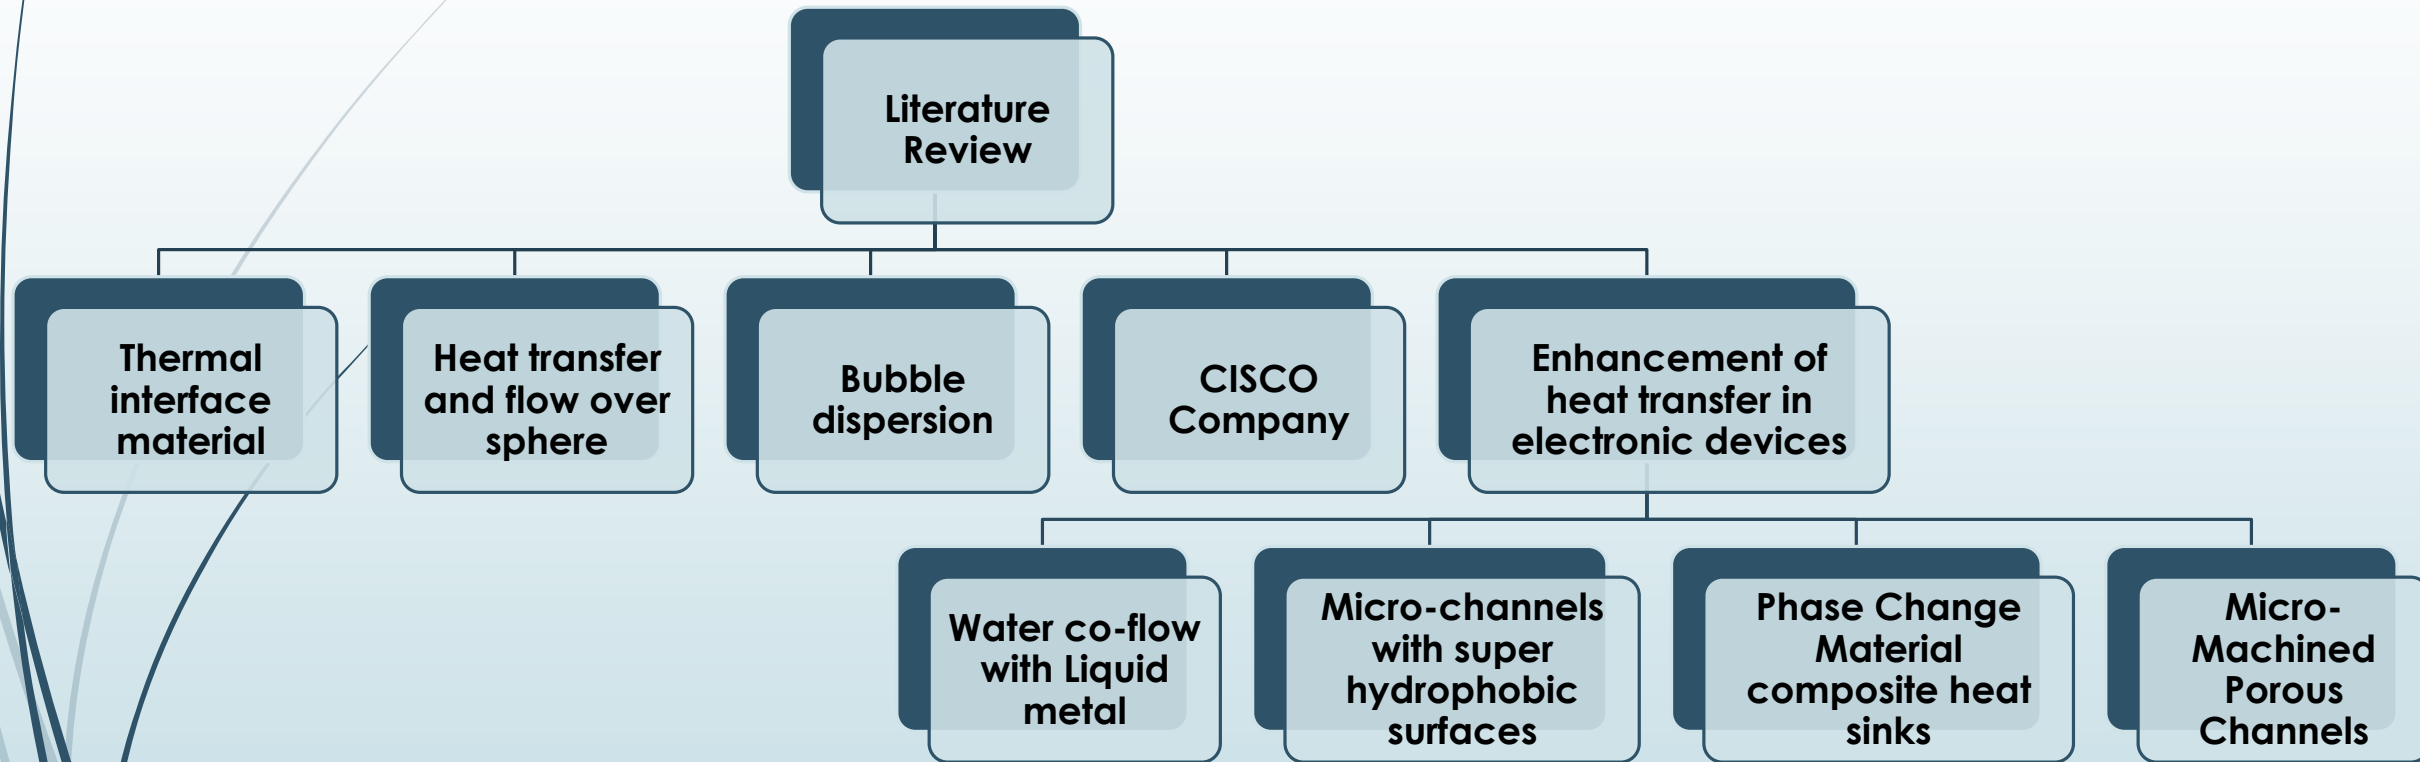 Literature
Review
Thermal
interface
material
Heat transfer
and flow over
sphere
Bubble
dispersion
CISCO
Company
Enhancement of
heat transfer in
electronic devices
Water co-flow
with Liquid
metal
Micro-channels
with super
hydrophobic
surfaces
Phase Change
Material
composite heat
sinks
Micro-
Machined
Porous
Channels